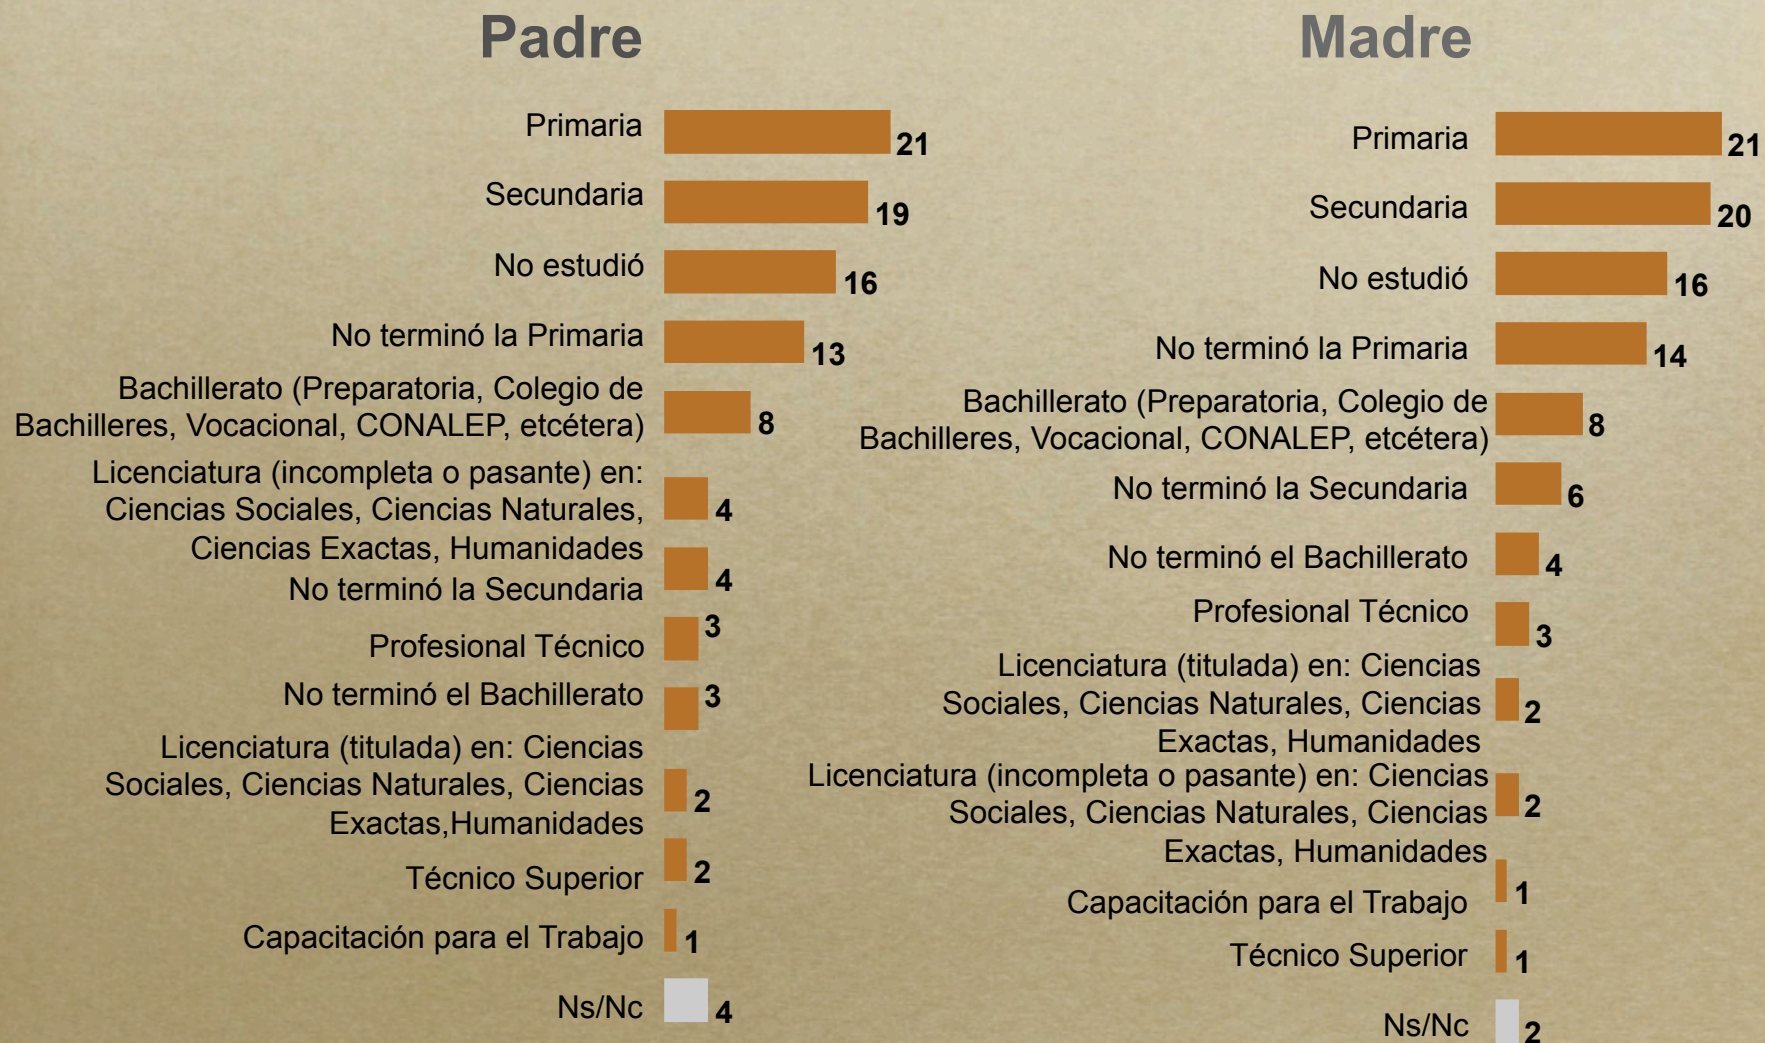 Padre
Primaria
21
Secundaria
19
No estudió
16
No terminó la Primaria
13
Bachillerato (Preparatoria, Colegio de
Bachilleres, Vocacional, CONALEP, etcétera)
8
Licenciatura (incompleta o pasante) en:
Ciencias Sociales, Ciencias Naturales,
Ciencias Exactas, Humanidades
4
No terminó la Secundaria
4
Profesional Técnico
3
No terminó el Bachillerato
3
Licenciatura (titulada) en: Ciencias
Sociales, Ciencias Naturales, Ciencias
Exactas,Humanidades
2
Técnico Superior
2
Capacitación para el Trabajo
1
Ns/Nc
4
Madre
Primaria
21
Secundaria
20
No estudió
16
No terminó la Primaria
14
Bachillerato (Preparatoria, Colegio de
Bachilleres, Vocacional, CONALEP, etcétera)
8
No terminó la Secundaria
6
No terminó el Bachillerato
4
Profesional Técnico
3
Licenciatura (titulada) en: Ciencias
Sociales, Ciencias Naturales, Ciencias
Exactas, Humanidades
2
Licenciatura (incompleta o pasante) en: Ciencias
Sociales, Ciencias Naturales, Ciencias
Exactas, Humanidades
2
Capacitación para el Trabajo
1
Técnico Superior
1
Ns/Nc
2